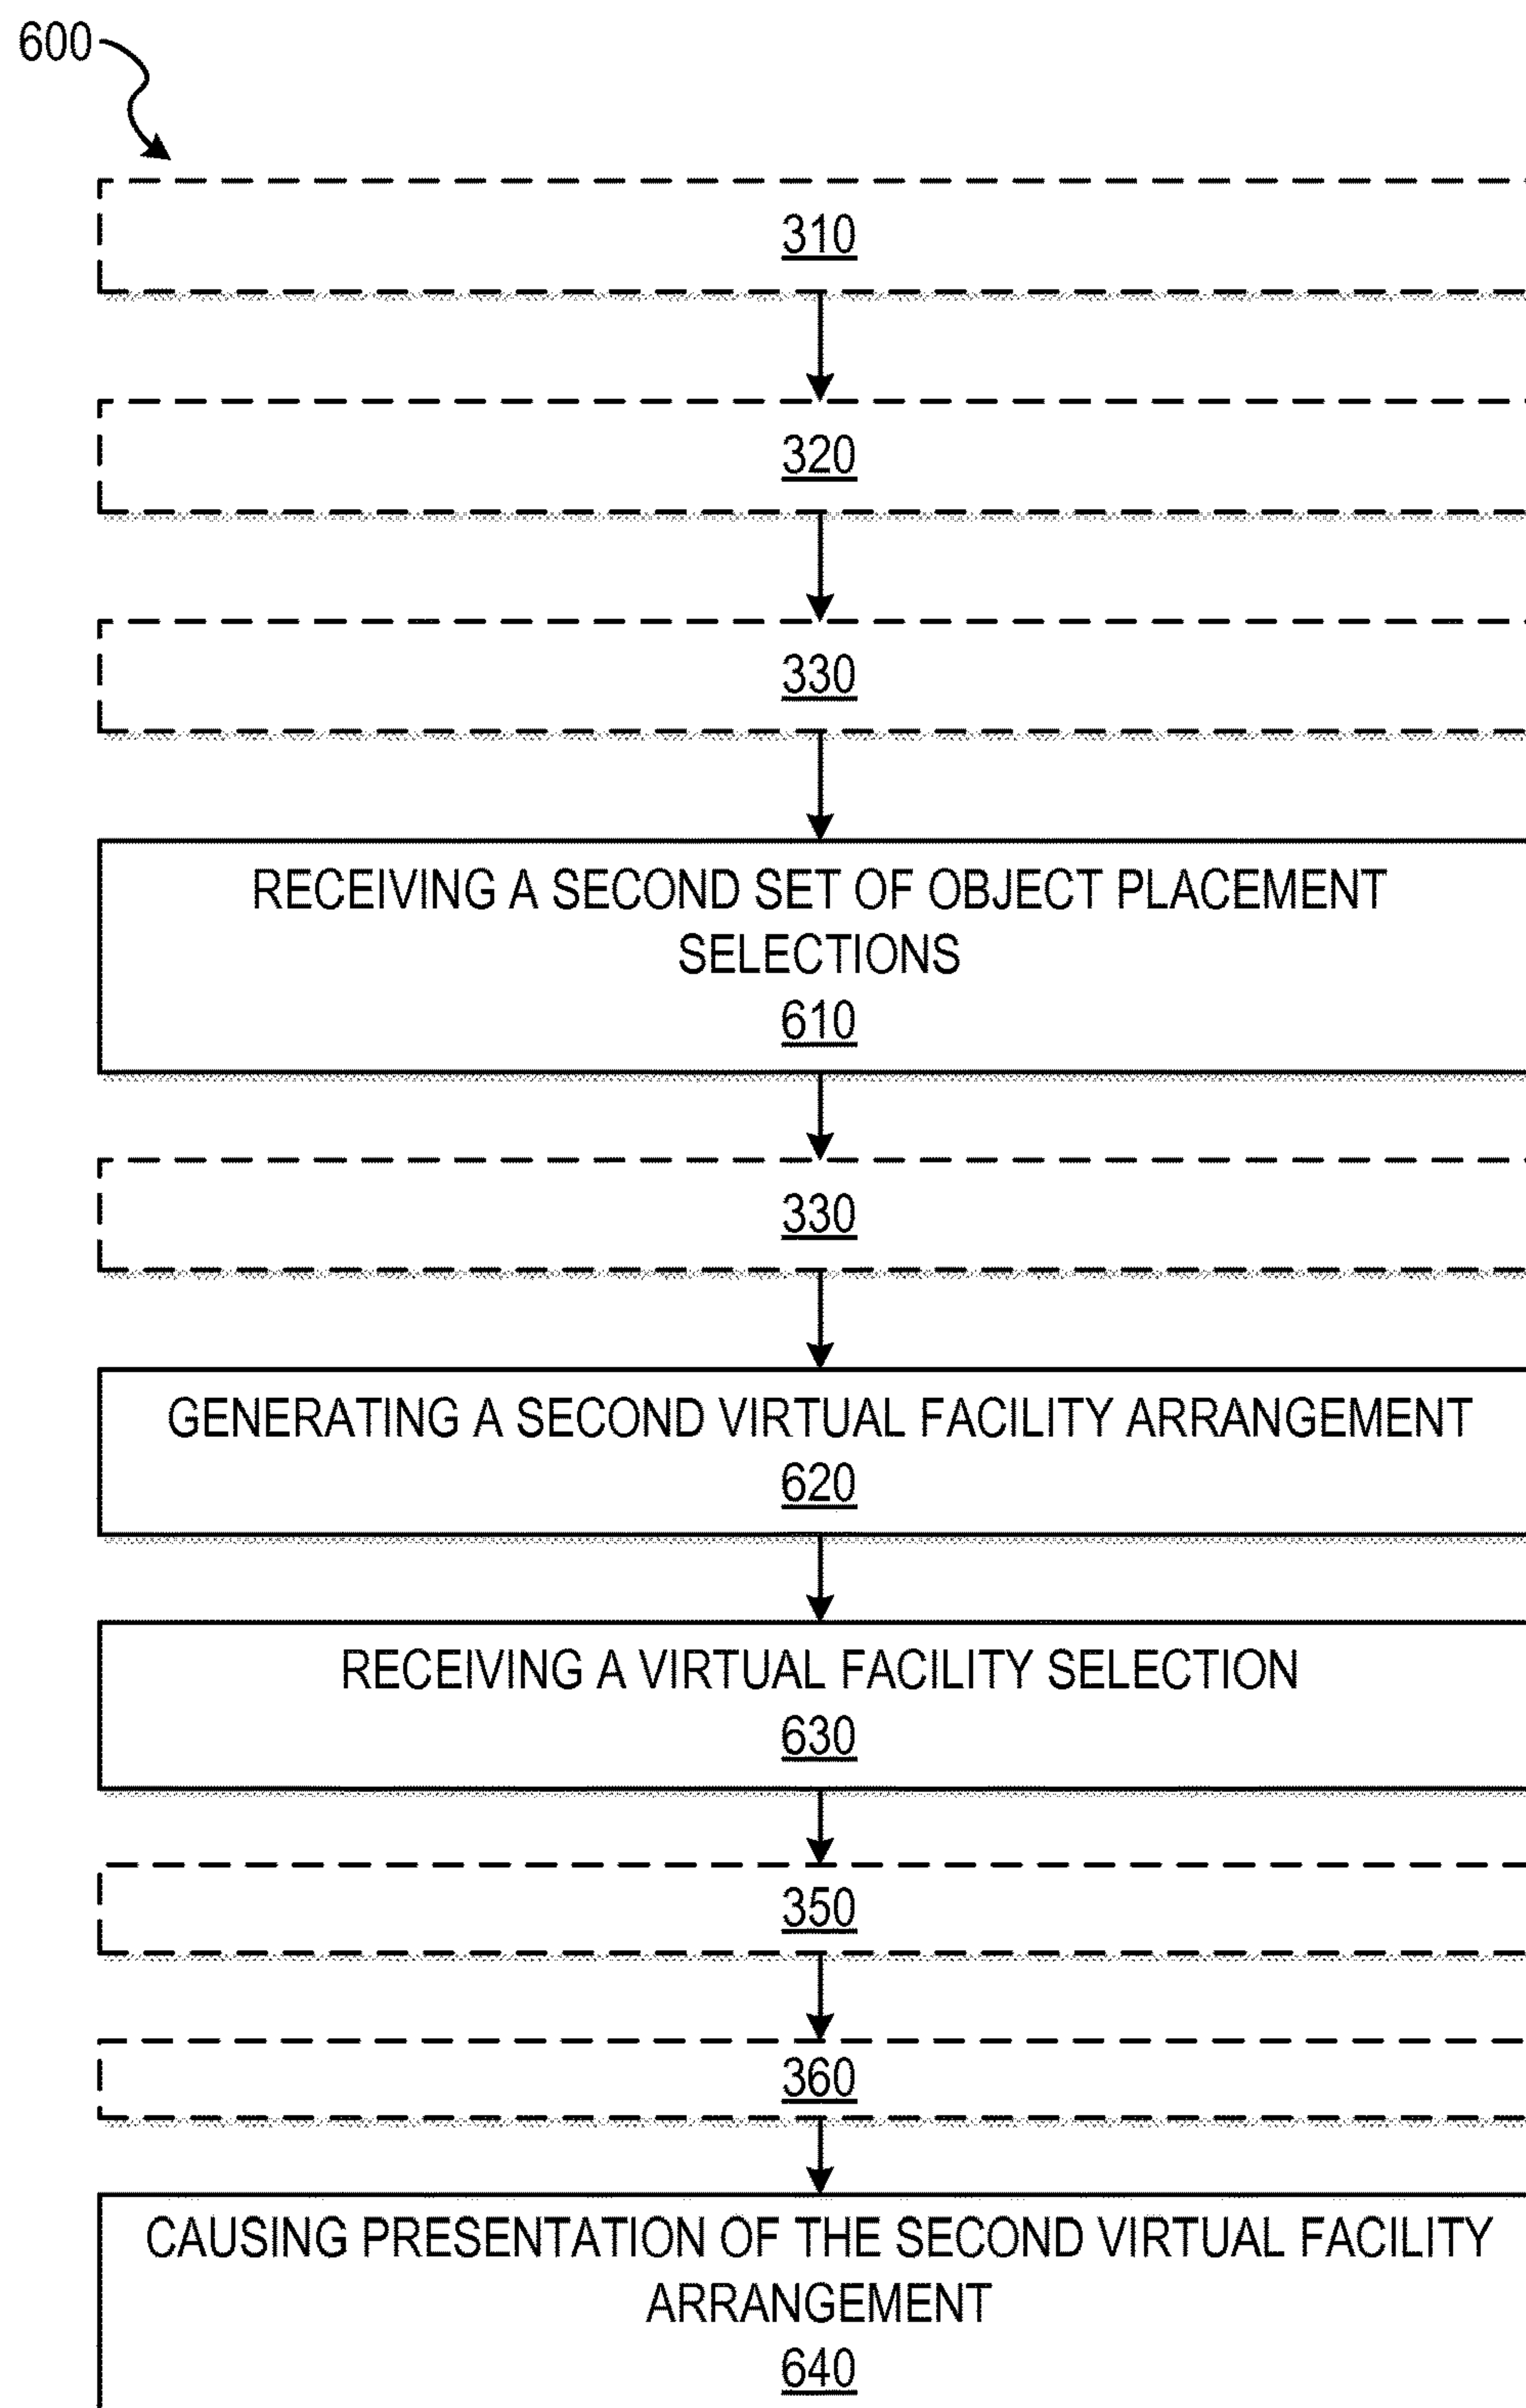 600
310
320
330
RECEIVING A SECOND SET OF OBJECT PLACEMENT
SELECTIONS
610
330
GENERATING A SECOND VIRTUAL FACILITY ARRANGEMENT
620
RECEIVING A VIRTUAL FACILITY SELECTION
630
350
360
CAUSING PRESENTATION OF THE SECOND VIRTUAL FACILITY
ARRANGEMENT
640